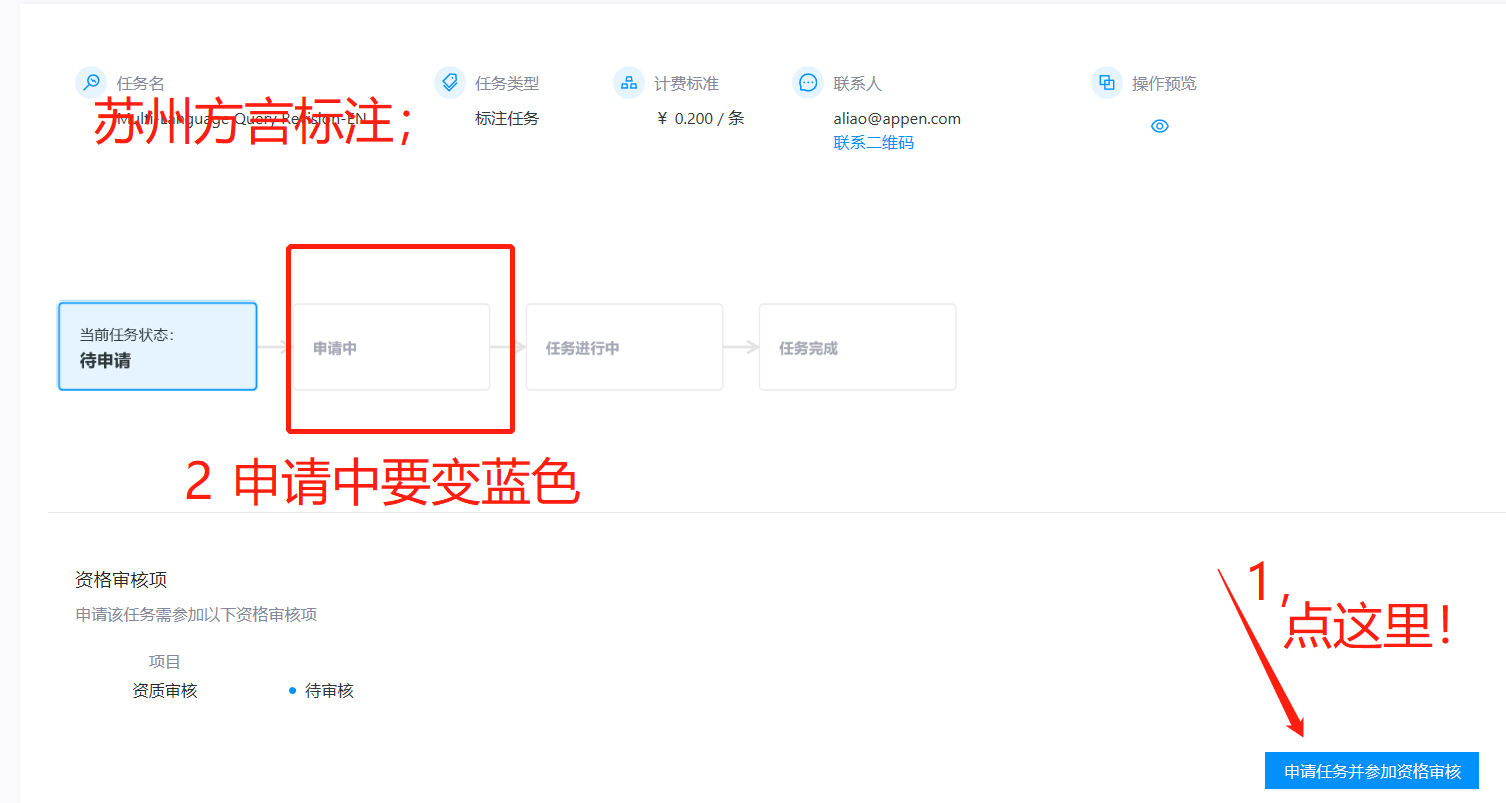 任务名
任务类型
计费标准
联系人
操作预览
苏州方言标注；
Multi-Language Query Revision-EN
标注任务
¥ 0.200 / 条
aliao@appen.com
联系二维码
当前任务状态：
待申请
申请中
任务进行中
任务完成
2 申请中要变蓝色
资格审核项
申请该任务需参加以下资格审核项
项目
资质审核
待审核
1，
点这里！
申请任务并参加资格审核